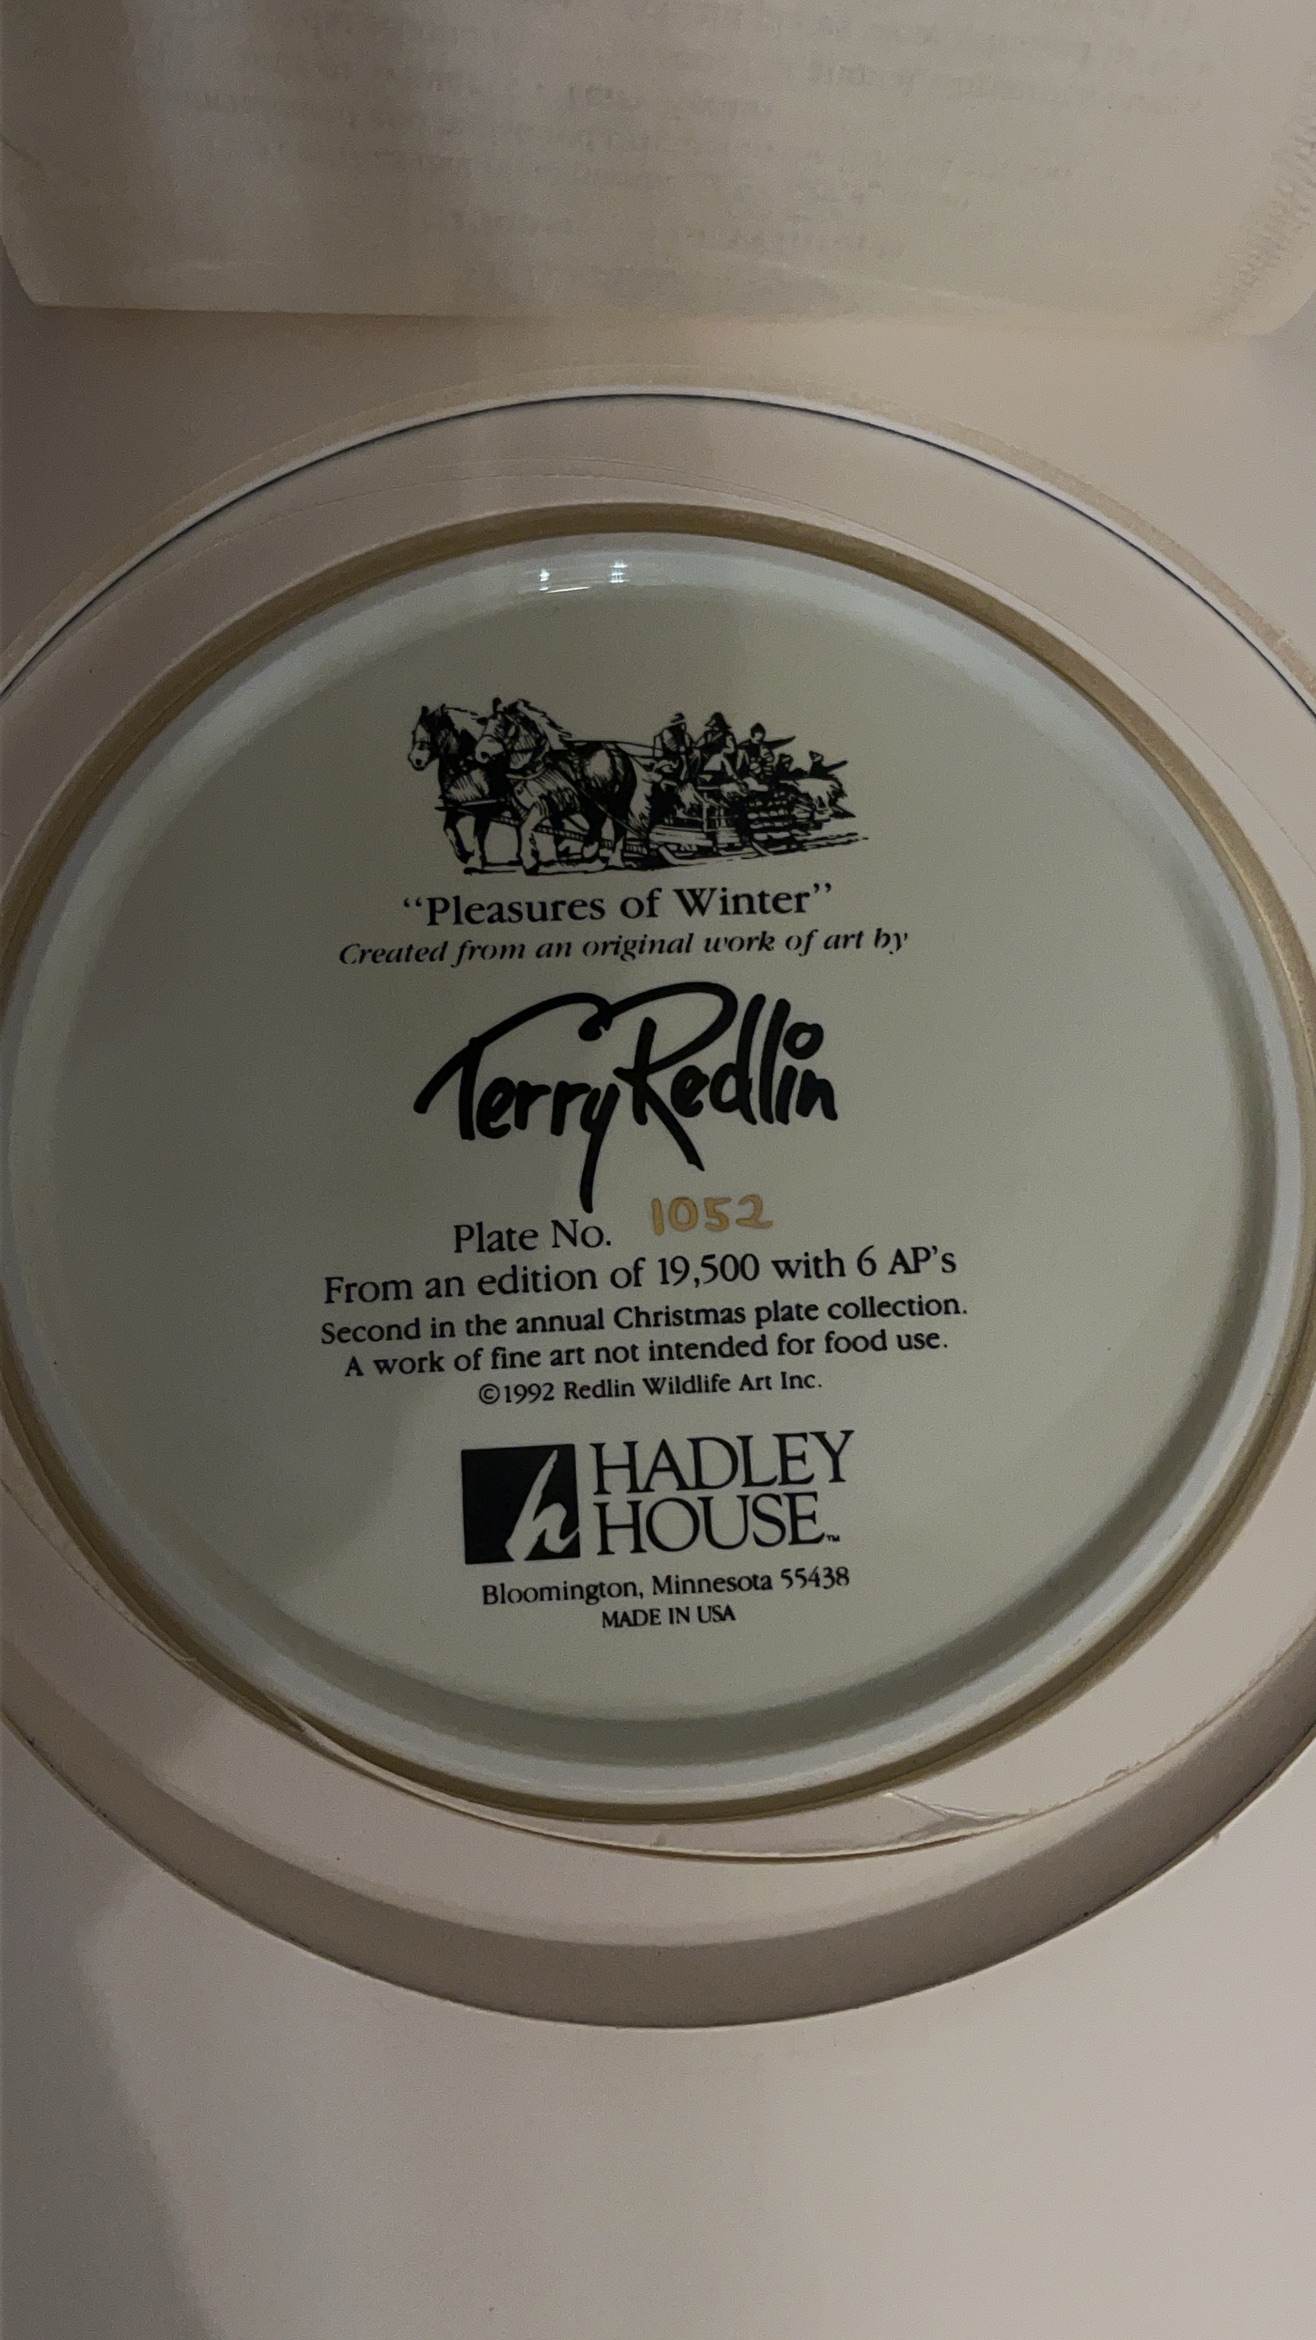 “Pleasures of Winter”
Created from an original work of art by
Terry Redlin
Plate No. 1052
From an edition of 19,500 with 6 AP's
Second in the annual Christmas plate collection.
A work of fine art not intended for food use.
©1992 Redlin Wildlife Art Inc.
h HADLEY
HOUSE™
Bloomington, Minnesota 55438
MADE IN USA